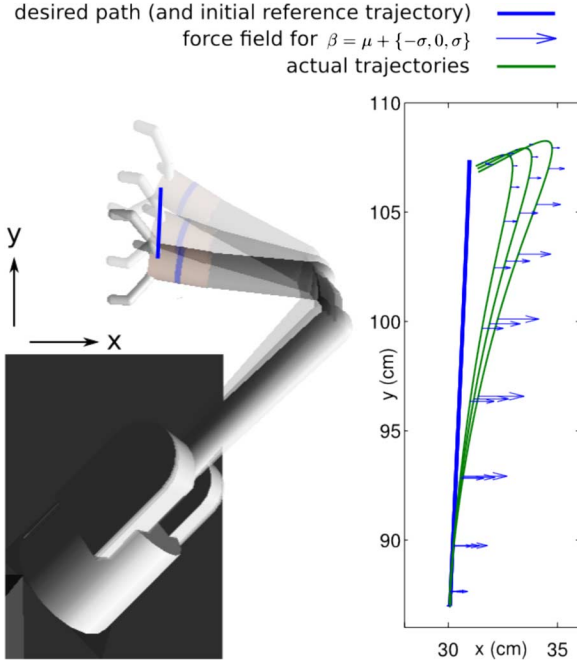 desired path (and initial reference trajectory)
force field for β = μ + {−σ, 0, σ}
actual trajectories
y
x
110
105
100
95
90
y (cm)
30 x (cm) 35